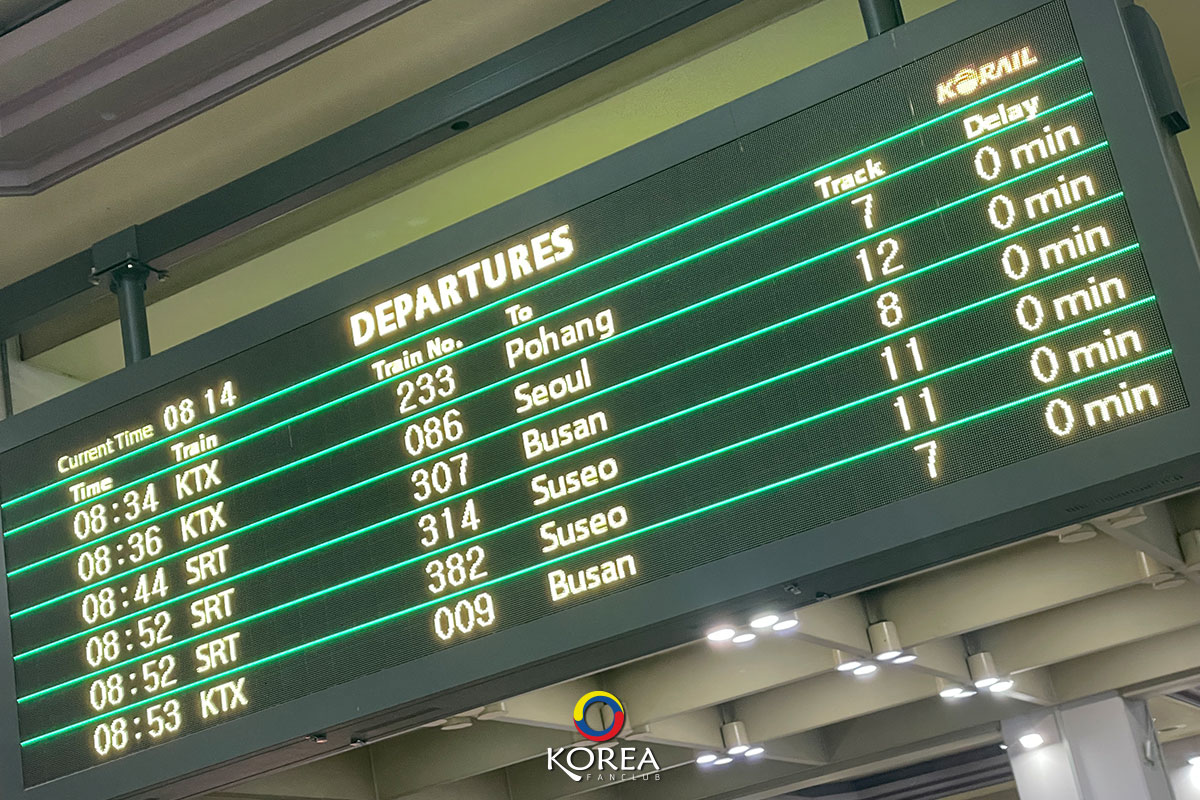 KORAIL
DEPARTURES
Current Time 08 14
Time Train Train No. To Track Delay
08:34 KTX 233 Pohang 7 0 min
08:36 KTX 086 Seoul 12 0 min
08:44 SRT 307 Busan 8 0 min
08:52 SRT 314 Suseo 11 0 min
08:52 SRT 382 Suseo 11 0 min
08:53 KTX 009 Busan 7 0 min
KOREA
FANCLUB